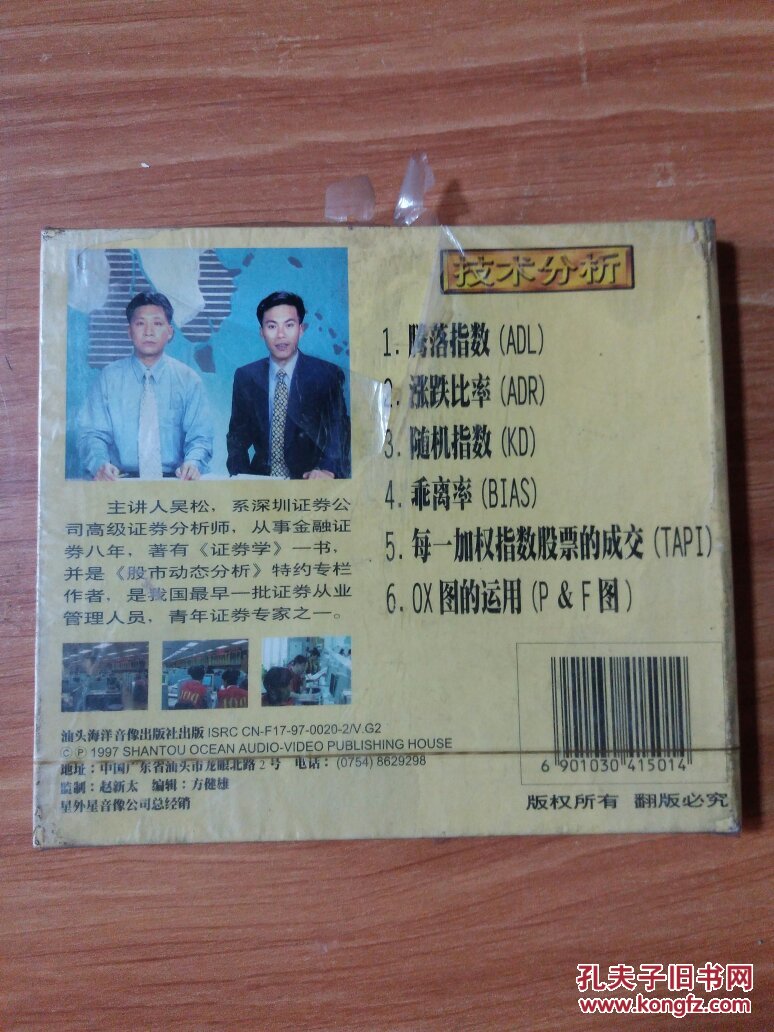 技术分析
1.腾落指数(ADL)
2.涨跌比率(ADR)
3.随机指数(KD)
4.乖离率(BIAS)
5.每一加权指数股票的成交(TAPI)
6.OX图的运用(P & F图)
主讲人吴松，系深圳证券公
司高级证券分析师，从事金融证
券八年，著有《证券学》一书，
并是《股市动态分析》特约专栏
作者，是我国最早一批证券从业
管理人员，青年证券专家之一。
汕头海洋音像出版社出版 ISRC CN-F17-97-0020-2/V.G2
Ⓒ Ⓟ 1997 SHANTOU OCEAN AUDIO-VIDEO PUBLISHING HOUSE
地址：中国广东省汕头市龙眼北路2号 电话：(0754) 8629298
监制：赵新太 编辑：方健雄
星外星音像公司总经销
6 901030 415014
版权所有 翻版必究
孔夫子旧书网
www.kongfz.com